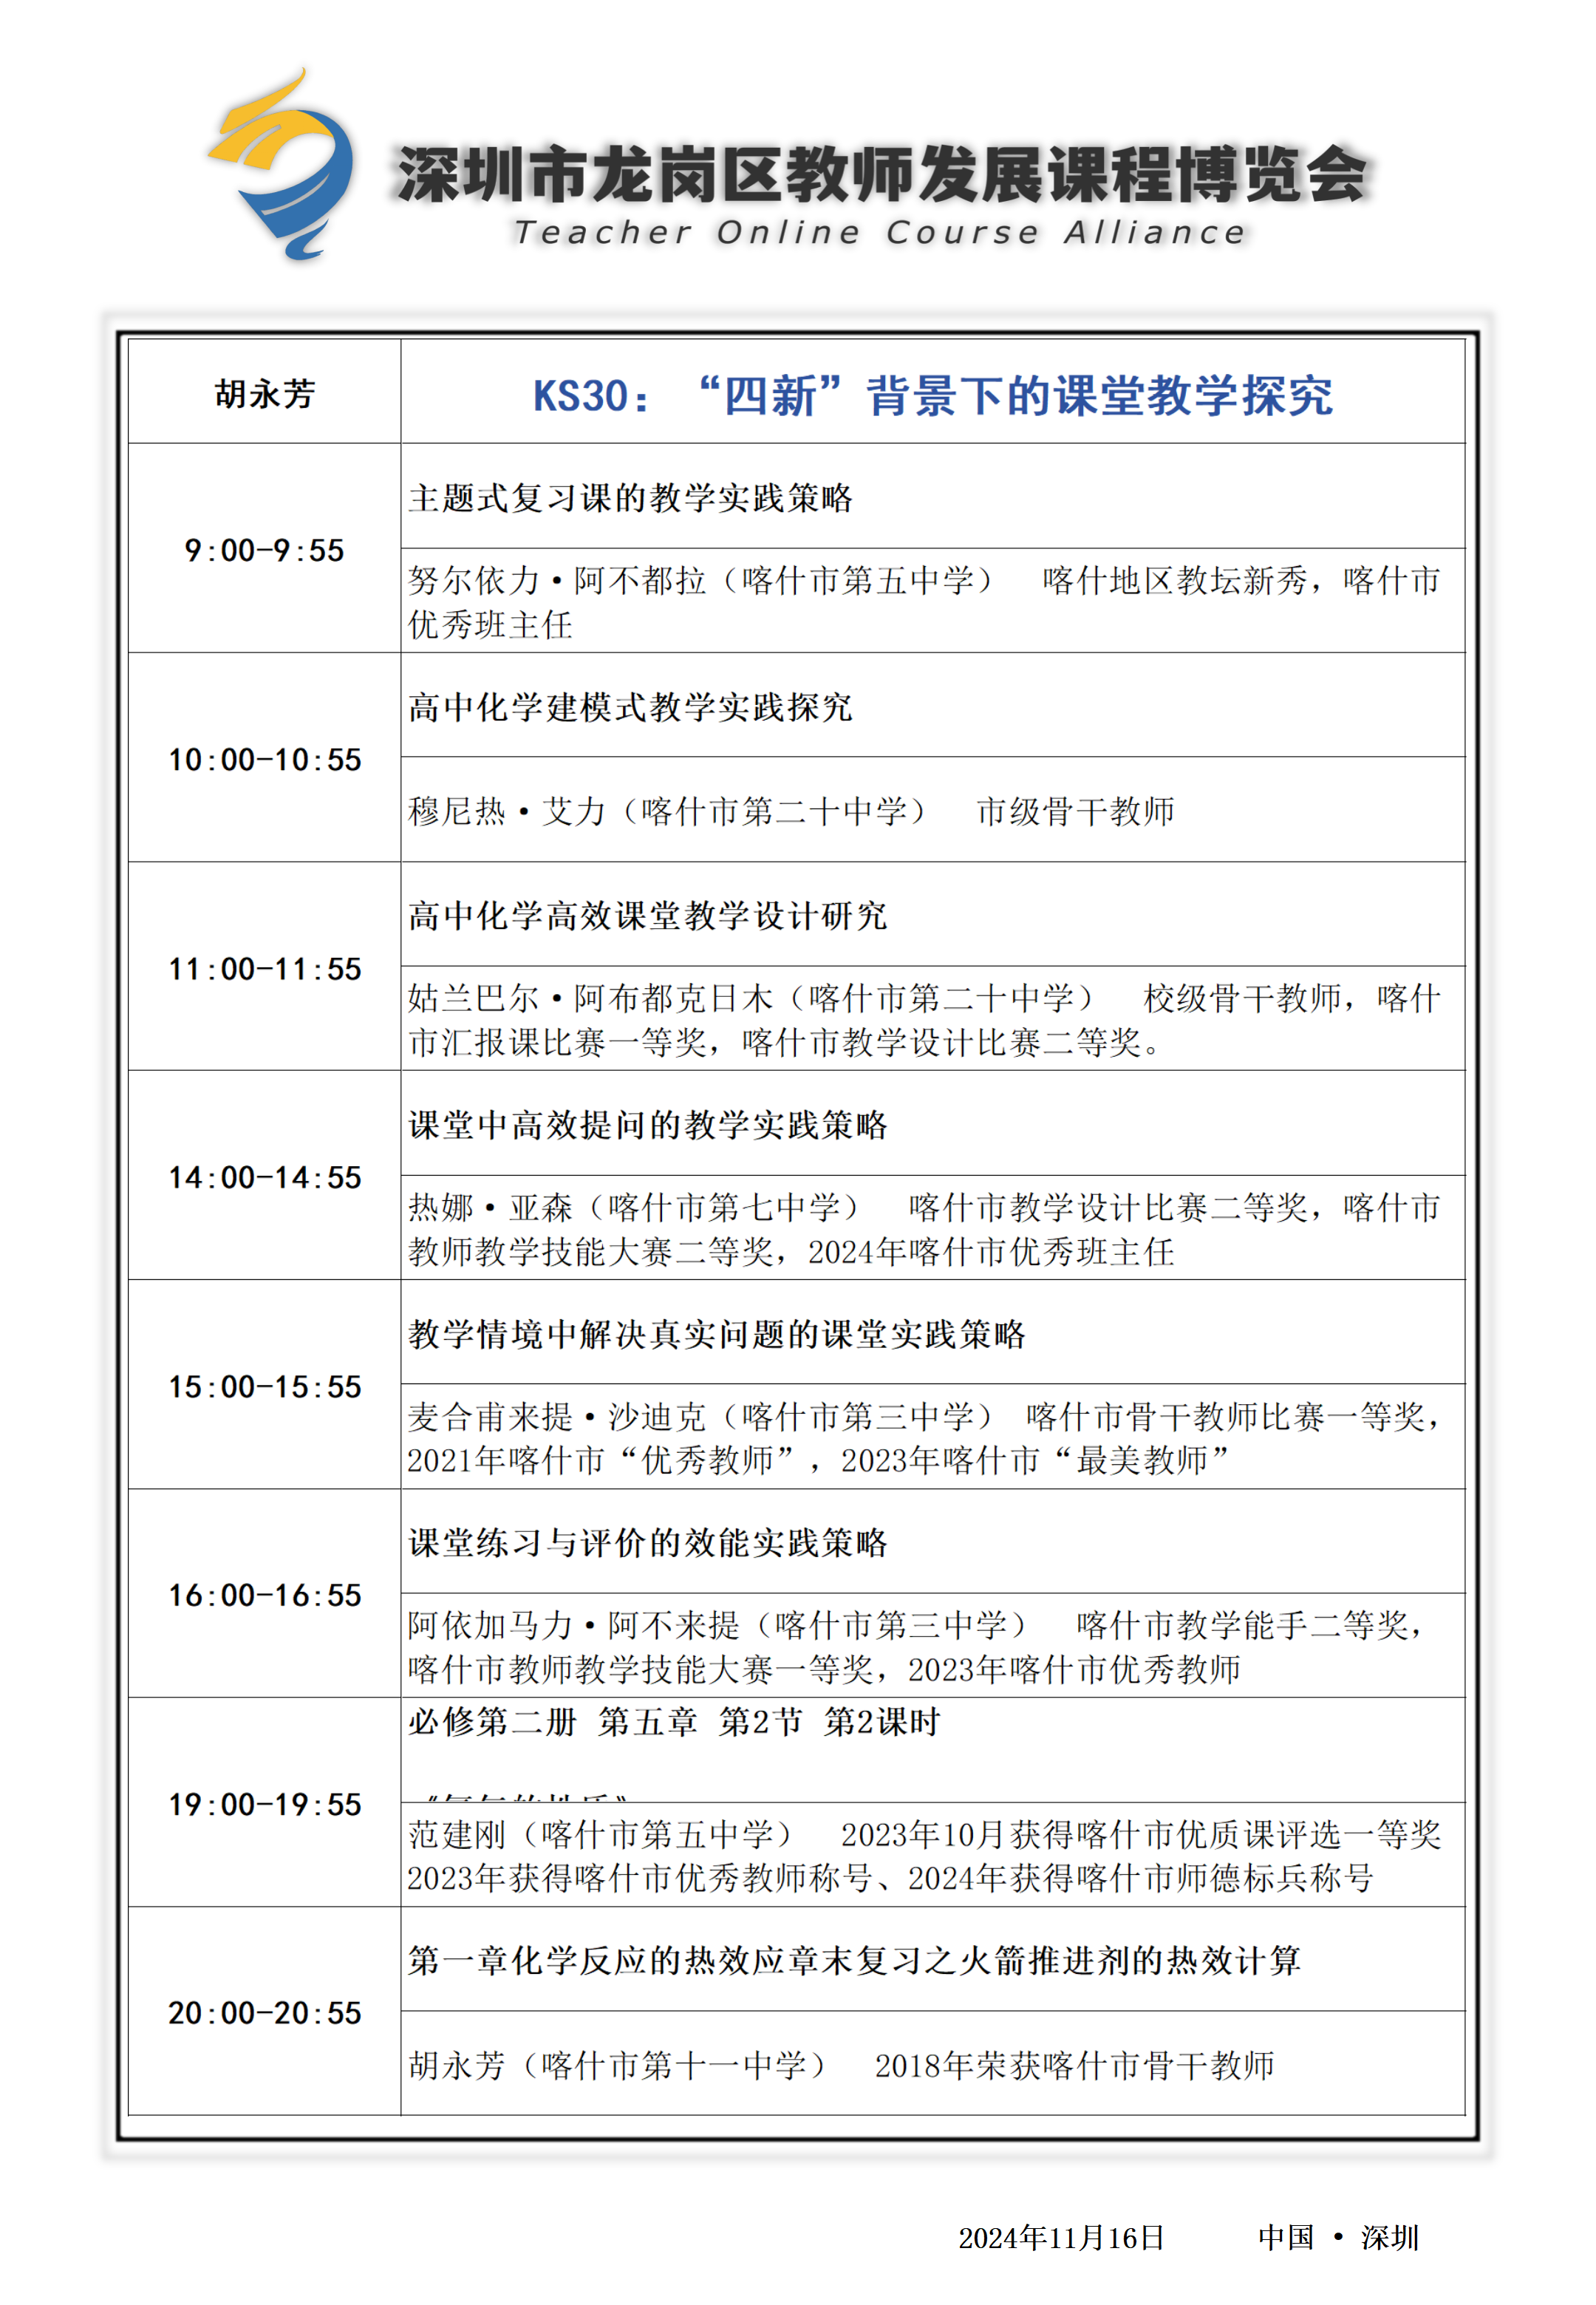 深圳市龙岗区教师发展课程博览会
Teacher Online Course Alliance
胡永芳
KS30：“四新”背景下的课堂教学探究
9:00-9:55
主题式复习课的教学实践策略
努尔依力·阿不都拉（喀什市第五中学） 喀什地区教坛新秀，喀什市
优秀班主任
10:00-10:55
高中化学建模式教学实践探究
穆尼热·艾力（喀什市第二十中学） 市级骨干教师
11:00-11:55
高中化学高效课堂教学设计研究
姑兰巴尔·阿布都克日木（喀什市第二十中学） 校级骨干教师，喀什
市汇报课比赛一等奖，喀什市教学设计比赛二等奖。
14:00-14:55
课堂中高效提问的教学实践策略
热娜·亚森（喀什市第七中学） 喀什市教学设计比赛二等奖，喀什市
教师教学技能大赛二等奖，2024年喀什市优秀班主任
15:00-15:55
教学情境中解决真实问题的课堂实践策略
麦合甫来提·沙迪克（喀什市第三中学） 喀什市骨干教师比赛一等奖，
2021年喀什市“优秀教师”，2023年喀什市“最美教师”
16:00-16:55
课堂练习与评价的效能实践策略
阿依加马力·阿不来提（喀什市第三中学） 喀什市教学能手二等奖，
喀什市教师教学技能大赛一等奖，2023年喀什市优秀教师
19:00-19:55
必修第二册 第五章 第2节 第2课时
范建刚（喀什市第五中学） 2023年10月获得喀什市优质课评选一等奖
2023年获得喀什市优秀教师称号、2024年获得喀什市师德标兵称号
20:00-20:55
第一章化学反应的热效应章末复习之火箭推进剂的热效计算
胡永芳（喀什市第十一中学） 2018年荣获喀什市骨干教师
2024年11月16日 中国 · 深圳